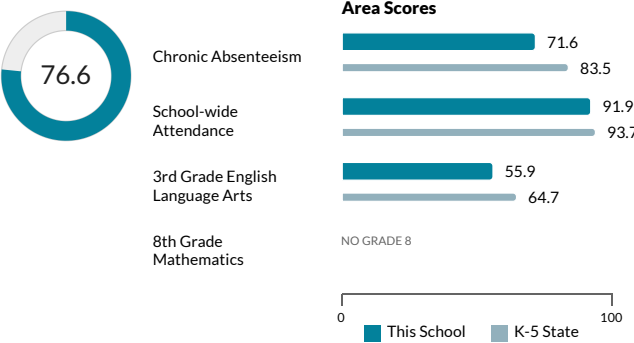 Area Scores
76.6
Chronic Absenteeism
71.6
83.5
School-wide
Attendance
91.9
93.7
3rd Grade English
Language Arts
55.9
64.7
8th Grade
Mathematics
NO GRADE 8
0
100
This School
K-5 State